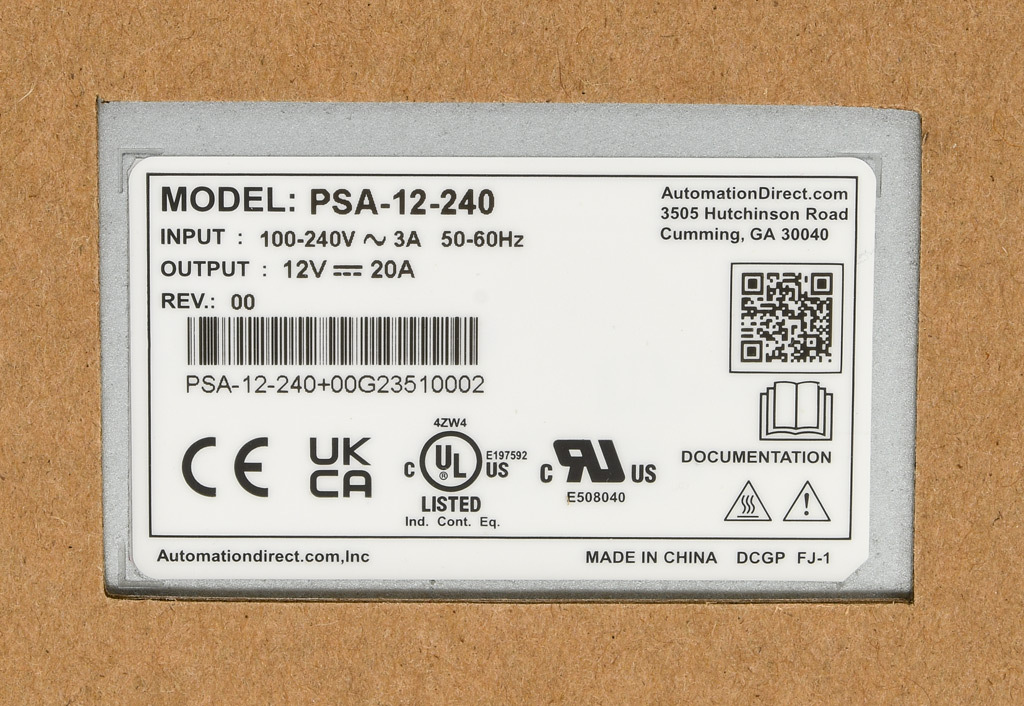 MODEL: PSA-12-240
INPUT : 100-240V ~ 3A 50-60Hz
OUTPUT : 12V ⎓ 20A
REV.: 00
PSA-12-240+00G23510002
AutomationDirect.com
3505 Hutchinson Road
Cumming, GA 30040
DOCUMENTATION
CE
UK
CA
4ZW4
C UL US E197592
®
LISTED
Ind. Cont. Eq.
C RU US
E508040
Automationdirect.com,Inc
MADE IN CHINA DCGP FJ-1